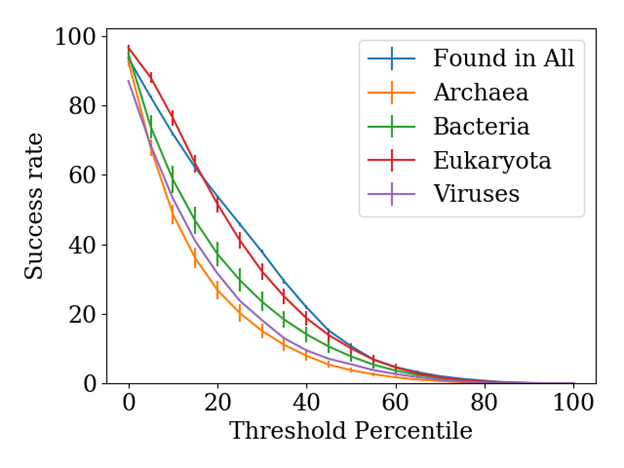 100
80
60
40
20
0
Success rate
Found in All
Archaea
Bacteria
Eukaryota
Viruses
0 20 40 60 80 100
Threshold Percentile